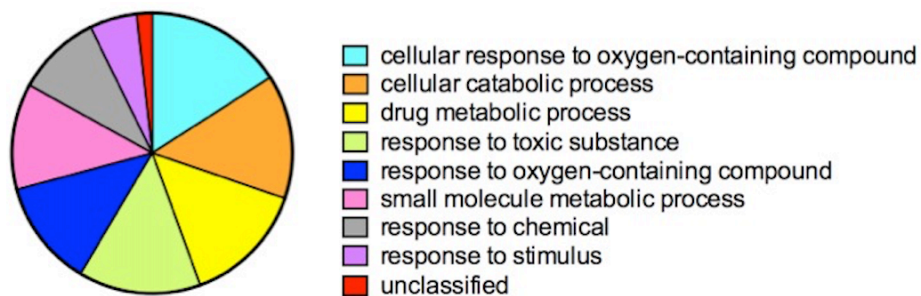 cellular response to oxygen-containing compound
cellular catabolic process
drug metabolic process
response to toxic substance
response to oxygen-containing compound
small molecule metabolic process
response to chemical
response to stimulus
unclassified